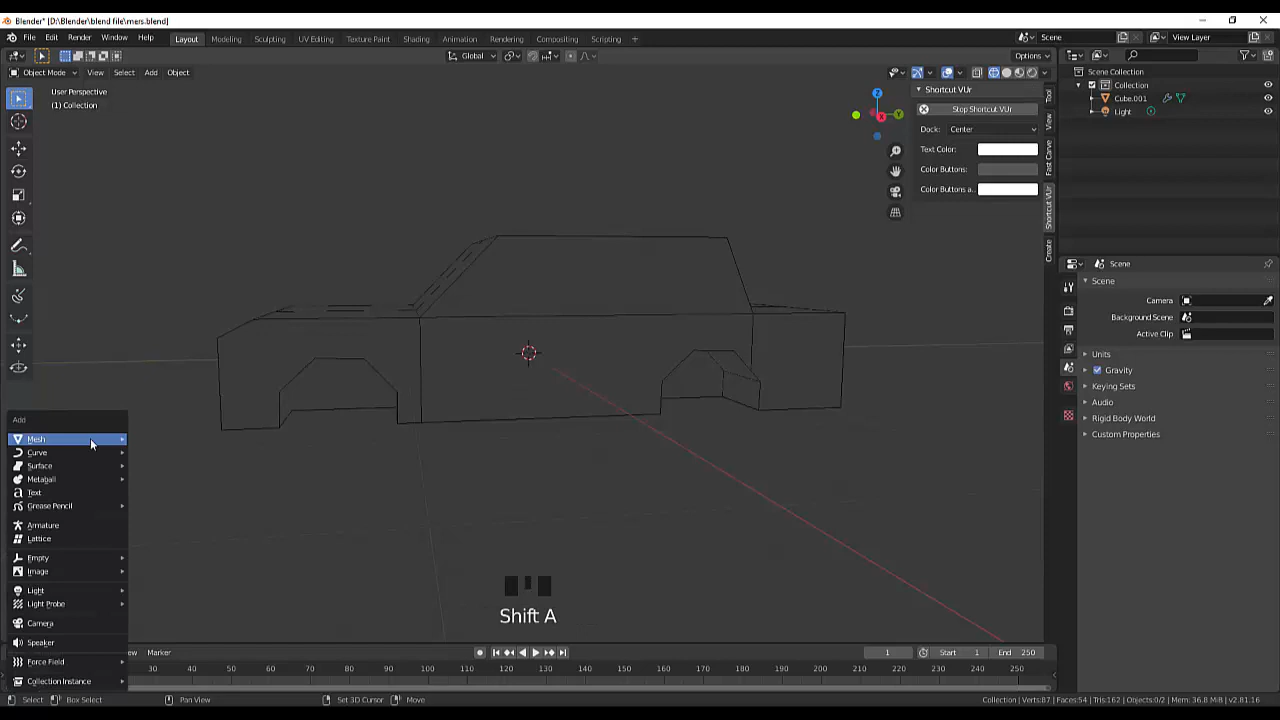 Blender* [D:\Blender\blend file\mers.blend]
File Edit Render Window Help
Layout Modeling Sculpting UV Editing Texture Paint Shading Animation Rendering Compositing Scripting +
Scene
View Layer
Global
Options
Object Mode View Select Add Object
User Perspective
(1) Collection
Z
Y
X
Shortcut VUr
Stop Shortcut VUr
Dock: Center
Text Color:
Color Buttons:
Color Buttons a..
Tool
View
Fast Carve
Shortcut VUr
Create
Scene Collection
Collection
Cube.001
Light
Scene
Scene
Camera
Background Scene
Active Clip
Units
Gravity
Keying Sets
Audio
Rigid Body World
Custom Properties
Add
Mesh
Curve
Surface
Metaball
Text
Grease Pencil
Armature
Lattice
Empty
Image
Light
Light Probe
Camera
Speaker
Force Field
Collection Instance
Shift A
Marker
1
Start 1
End 250
30 40 50 60 70 80 90 100 110 120 130 140 150 160 170 180 190 200 210 220 230 240 250
Select Box Select Pan View Set 3D Cursor Move
Collection | Verts:87 | Faces:54 | Tris:162 | Objects:0/2 | Mem: 36.8 MiB | v2.81.16